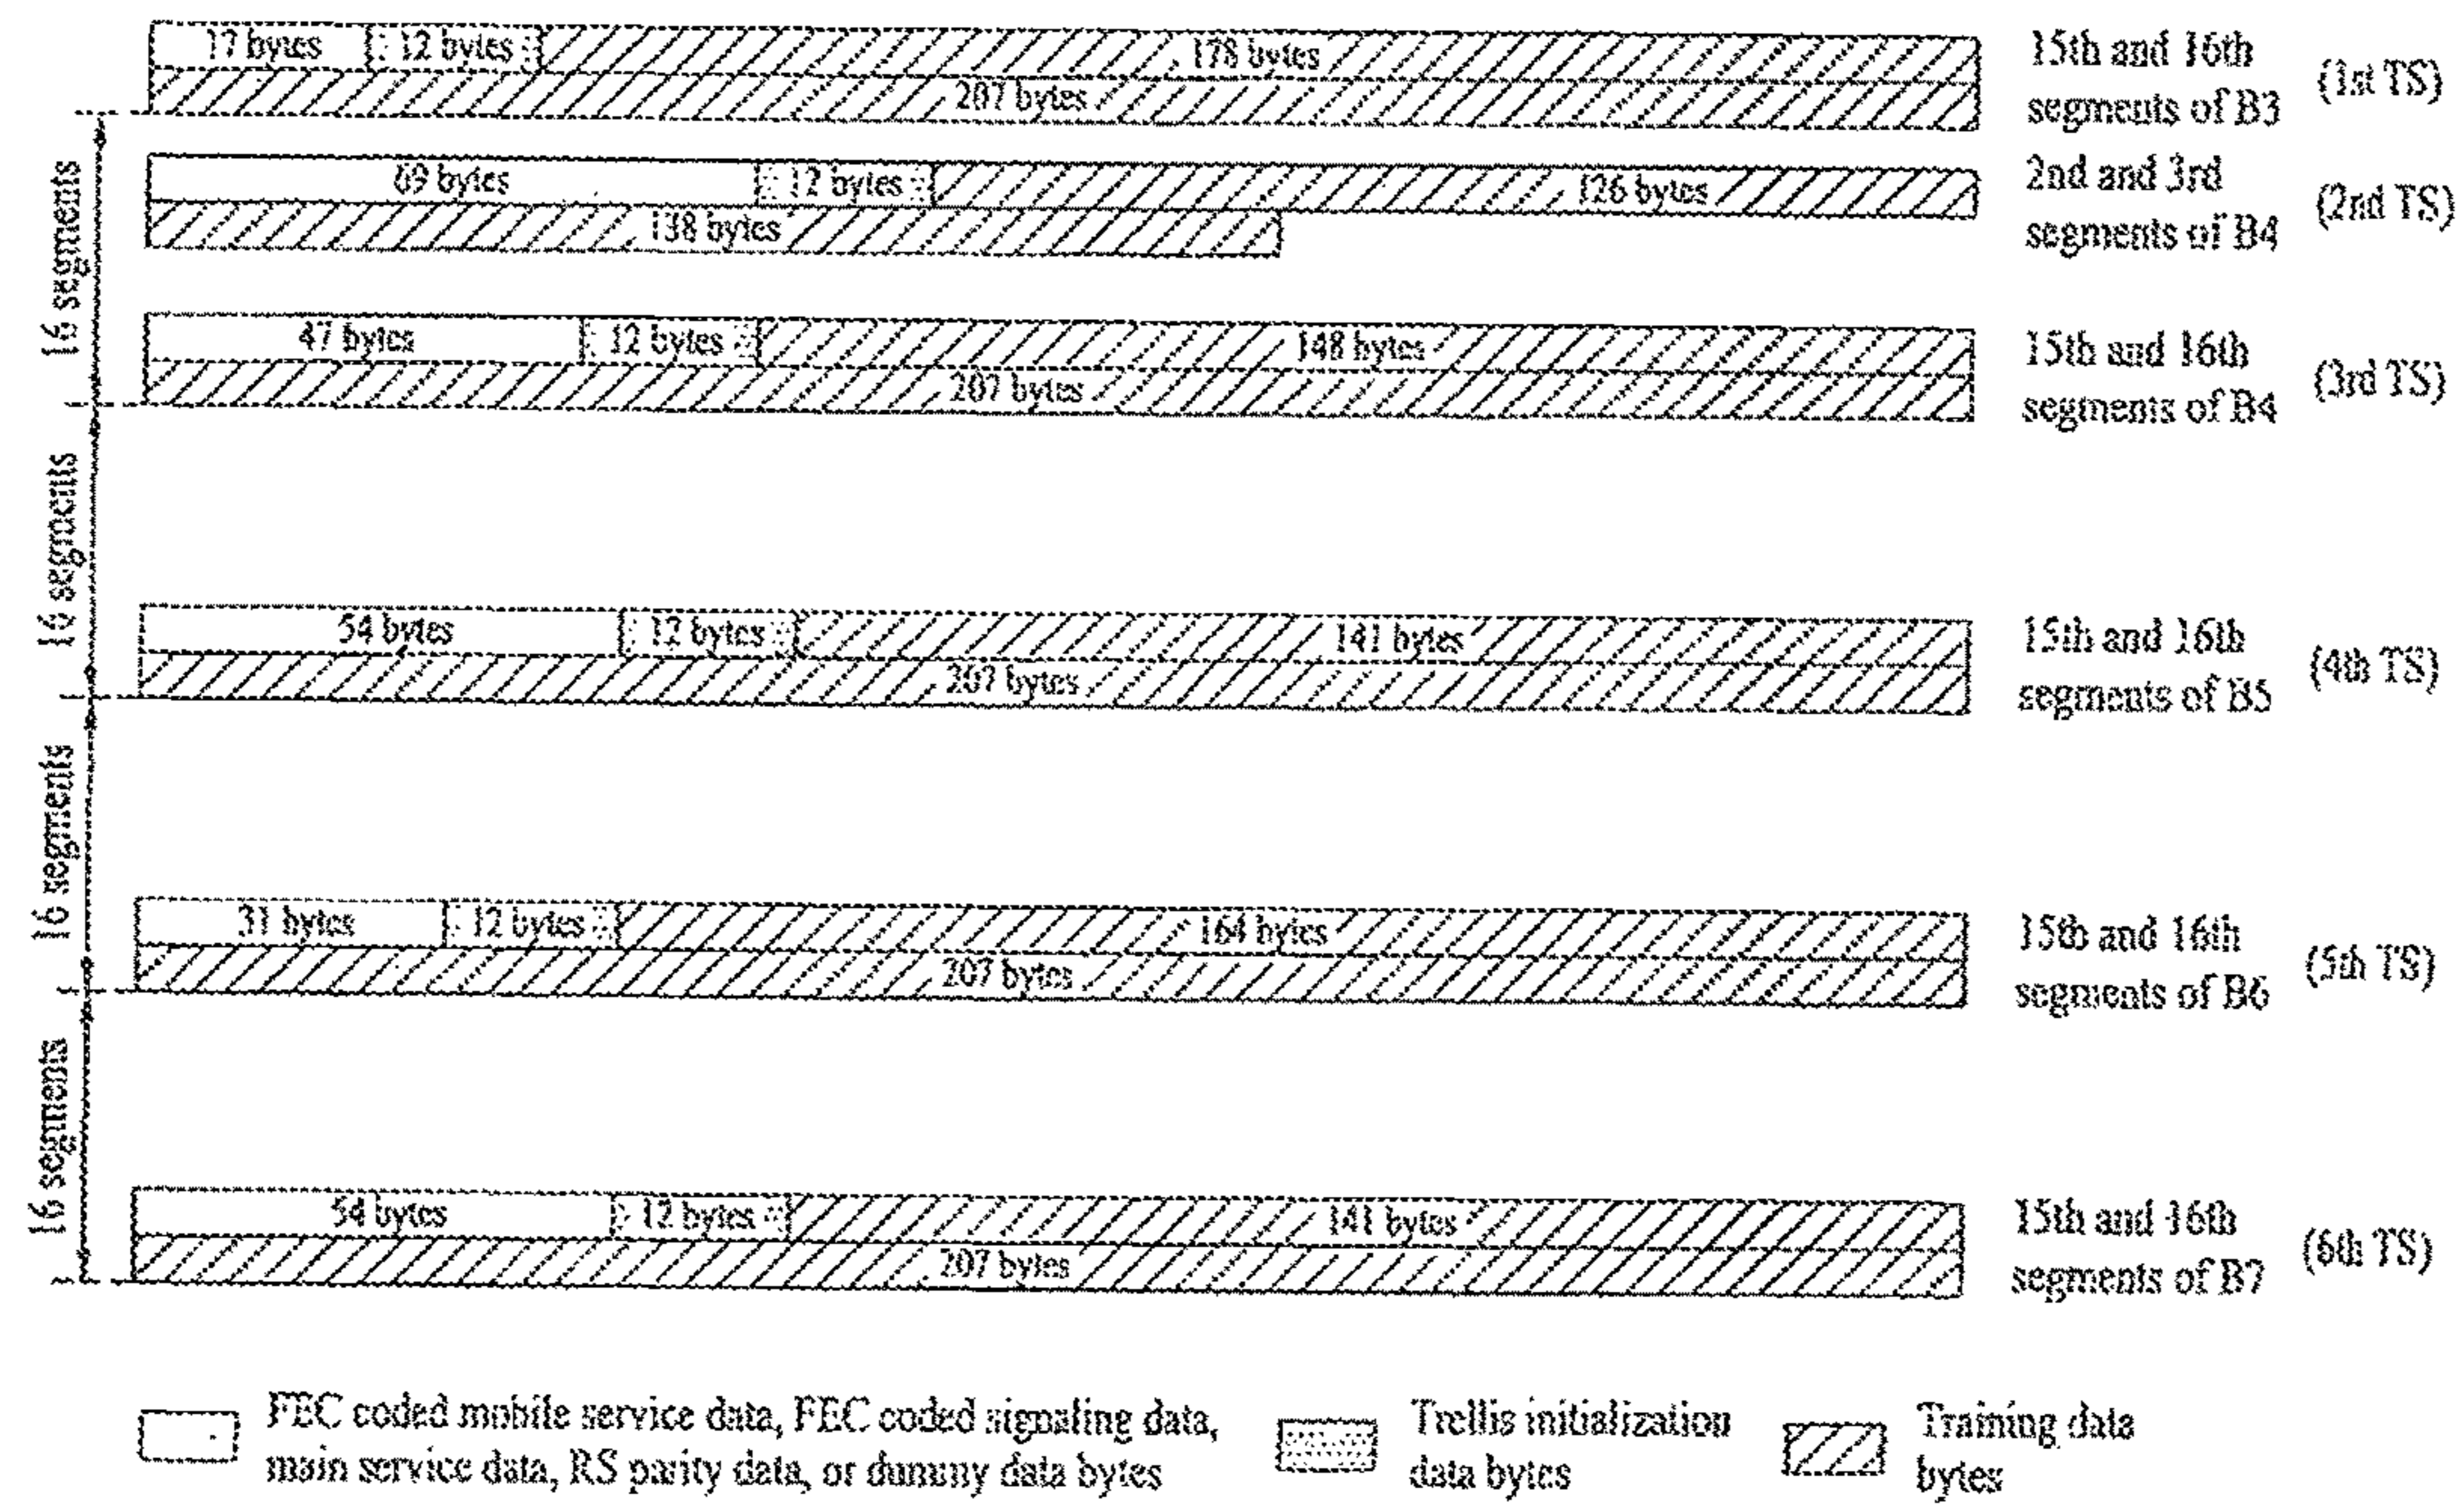 17 bytes 12 bytes 178 bytes
207 bytes
15th and 16th
segments of B3
(1st TS)
16 segments
69 bytes 12 bytes 126 bytes
138 bytes
2nd and 3rd
segments of B4
(2nd TS)
47 bytes 12 bytes 148 bytes
207 bytes
15th and 16th
segments of B4
(3rd TS)
16 segments
54 bytes 12 bytes 141 bytes
207 bytes
15th and 16th
segments of B5
(4th TS)
16 segments
31 bytes 12 bytes 164 bytes
207 bytes
15th and 16th
segments of B6
(5th TS)
16 segments
54 bytes 12 bytes 141 bytes
207 bytes
15th and 16th
segments of B7
(6th TS)
FEC coded mobile service data, FEC coded signaling data,
main service data, RS parity data, or dummy data bytes
Trellis initialization
data bytes
Training data
bytes